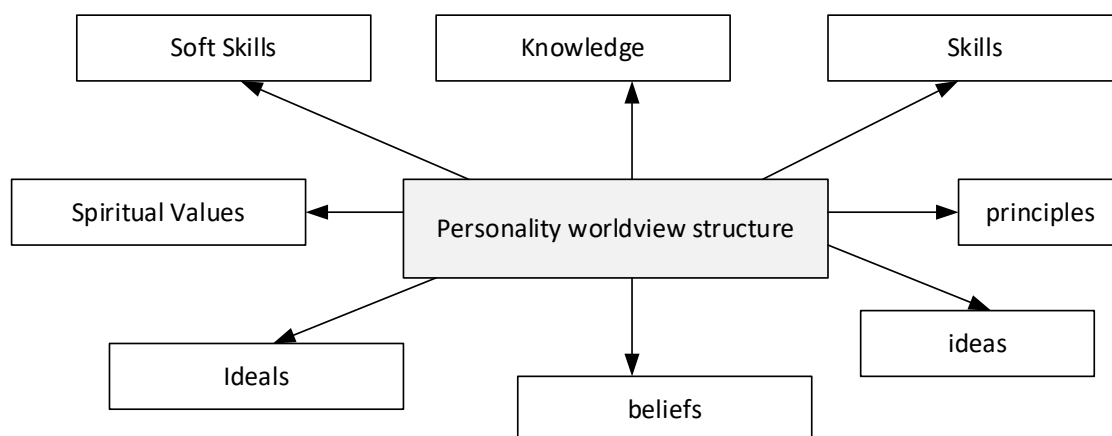 Soft Skills
Knowledge
Skills
Spiritual Values
Personality worldview structure
principles
Ideals
beliefs
ideas